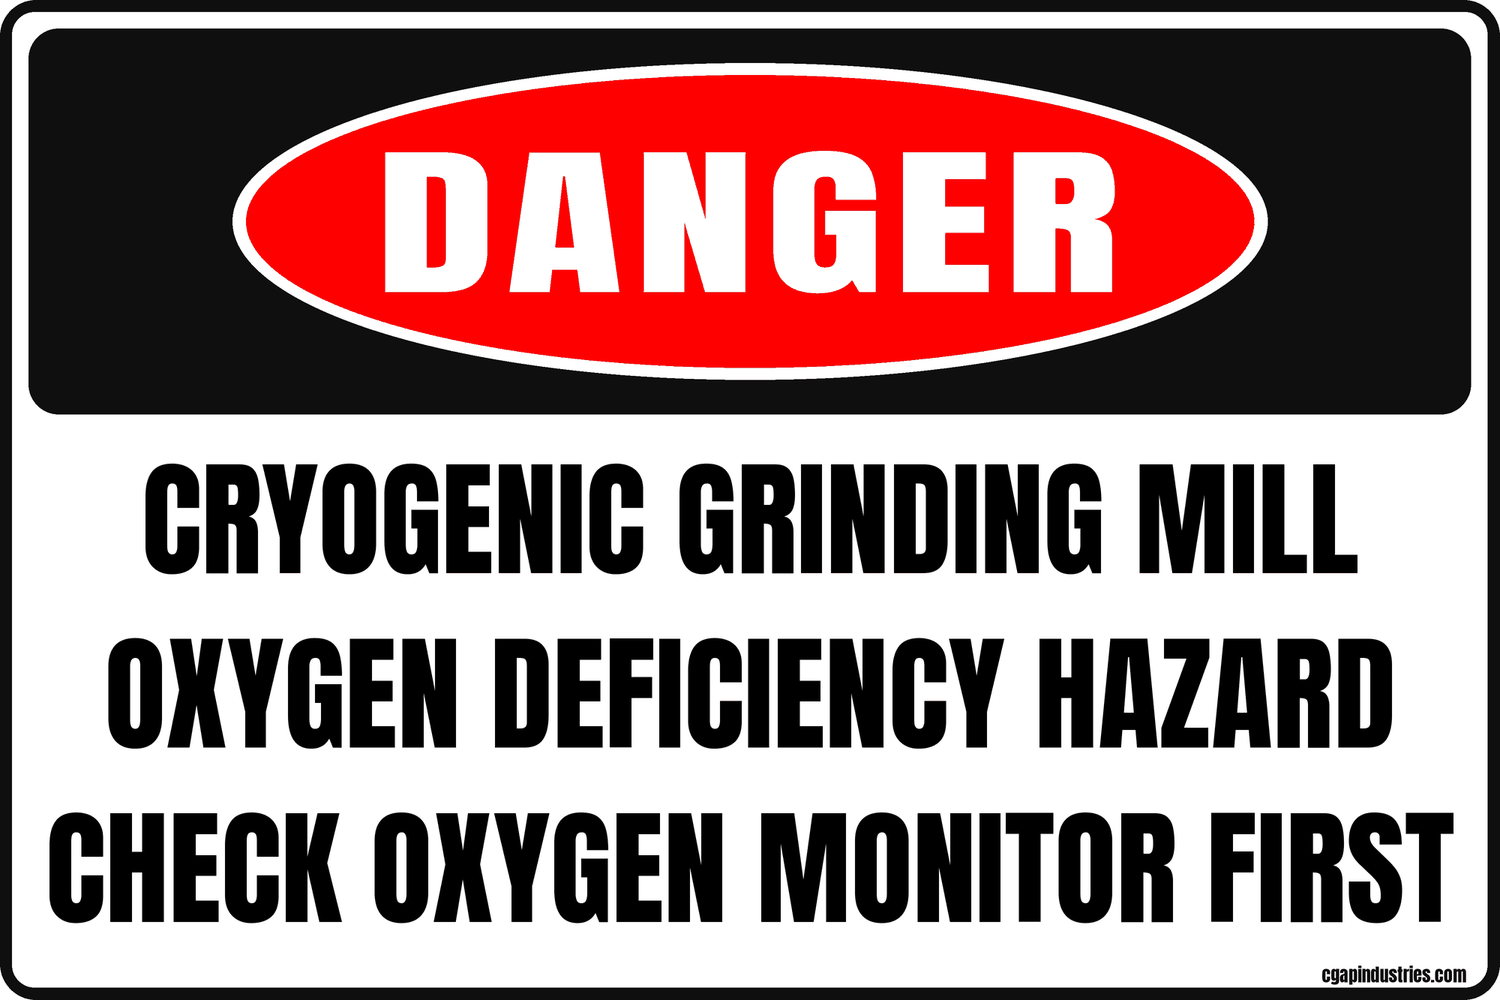 DANGER
CRYOGENIC GRINDING MILL
OXYGEN DEFICIENCY HAZARD
CHECK OXYGEN MONITOR FIRST
cgapindustries.com